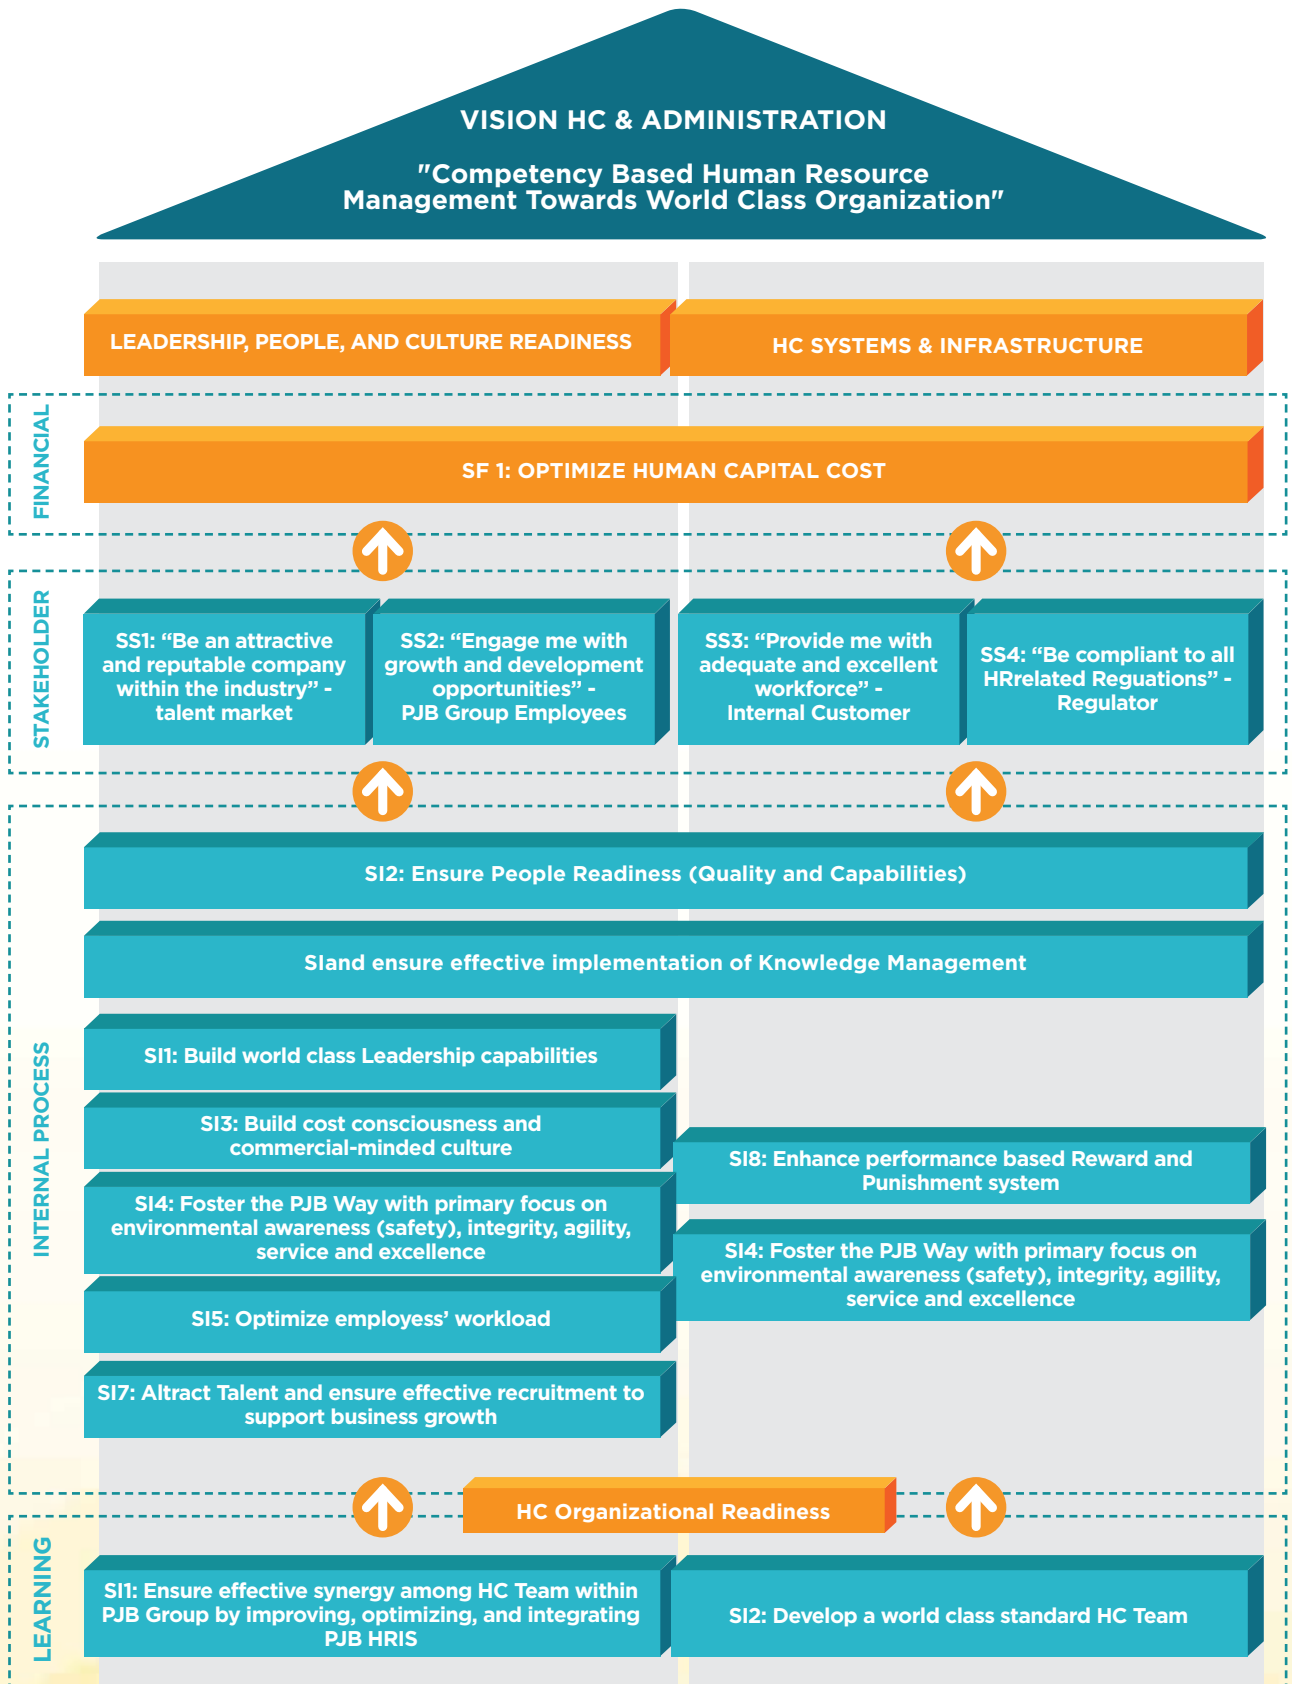 VISION HC & ADMINISTRATION
"Competency Based Human Resource
Management Towards World Class Organization"
LEADERSHIP, PEOPLE, AND CULTURE READINESS
HC SYSTEMS & INFRASTRUCTURE
FINANCIAL
SF 1: OPTIMIZE HUMAN CAPITAL COST
STAKEHOLDER
SS1: “Be an attractive
and reputable company
within the industry” -
talent market
SS2: “Engage me with
growth and development
opportunities” -
PJB Group Employees
SS3: “Provide me with
adequate and excellent
workforce” -
Internal Customer
SS4: “Be compliant to all
HRrelated Reguations” -
Regulator
INTERNAL PROCESS
SI2: Ensure People Readiness (Quality and Capabilities)
SIand ensure effective implementation of Knowledge Management
SI1: Build world class Leadership capabilities
SI3: Build cost consciousness and
commercial-minded culture
SI4: Foster the PJB Way with primary focus on
environmental awareness (safety), integrity, agility,
service and excellence
SI5: Optimize employess’ workload
SI7: Altract Talent and ensure effective recruitment to
support business growth
SI8: Enhance performance based Reward and
Punishment system
SI4: Foster the PJB Way with primary focus on
environmental awareness (safety), integrity, agility,
service and excellence
HC Organizational Readiness
LEARNING
SI1: Ensure effective synergy among HC Team within
PJB Group by improving, optimizing, and integrating
PJB HRIS
SI2: Develop a world class standard HC Team